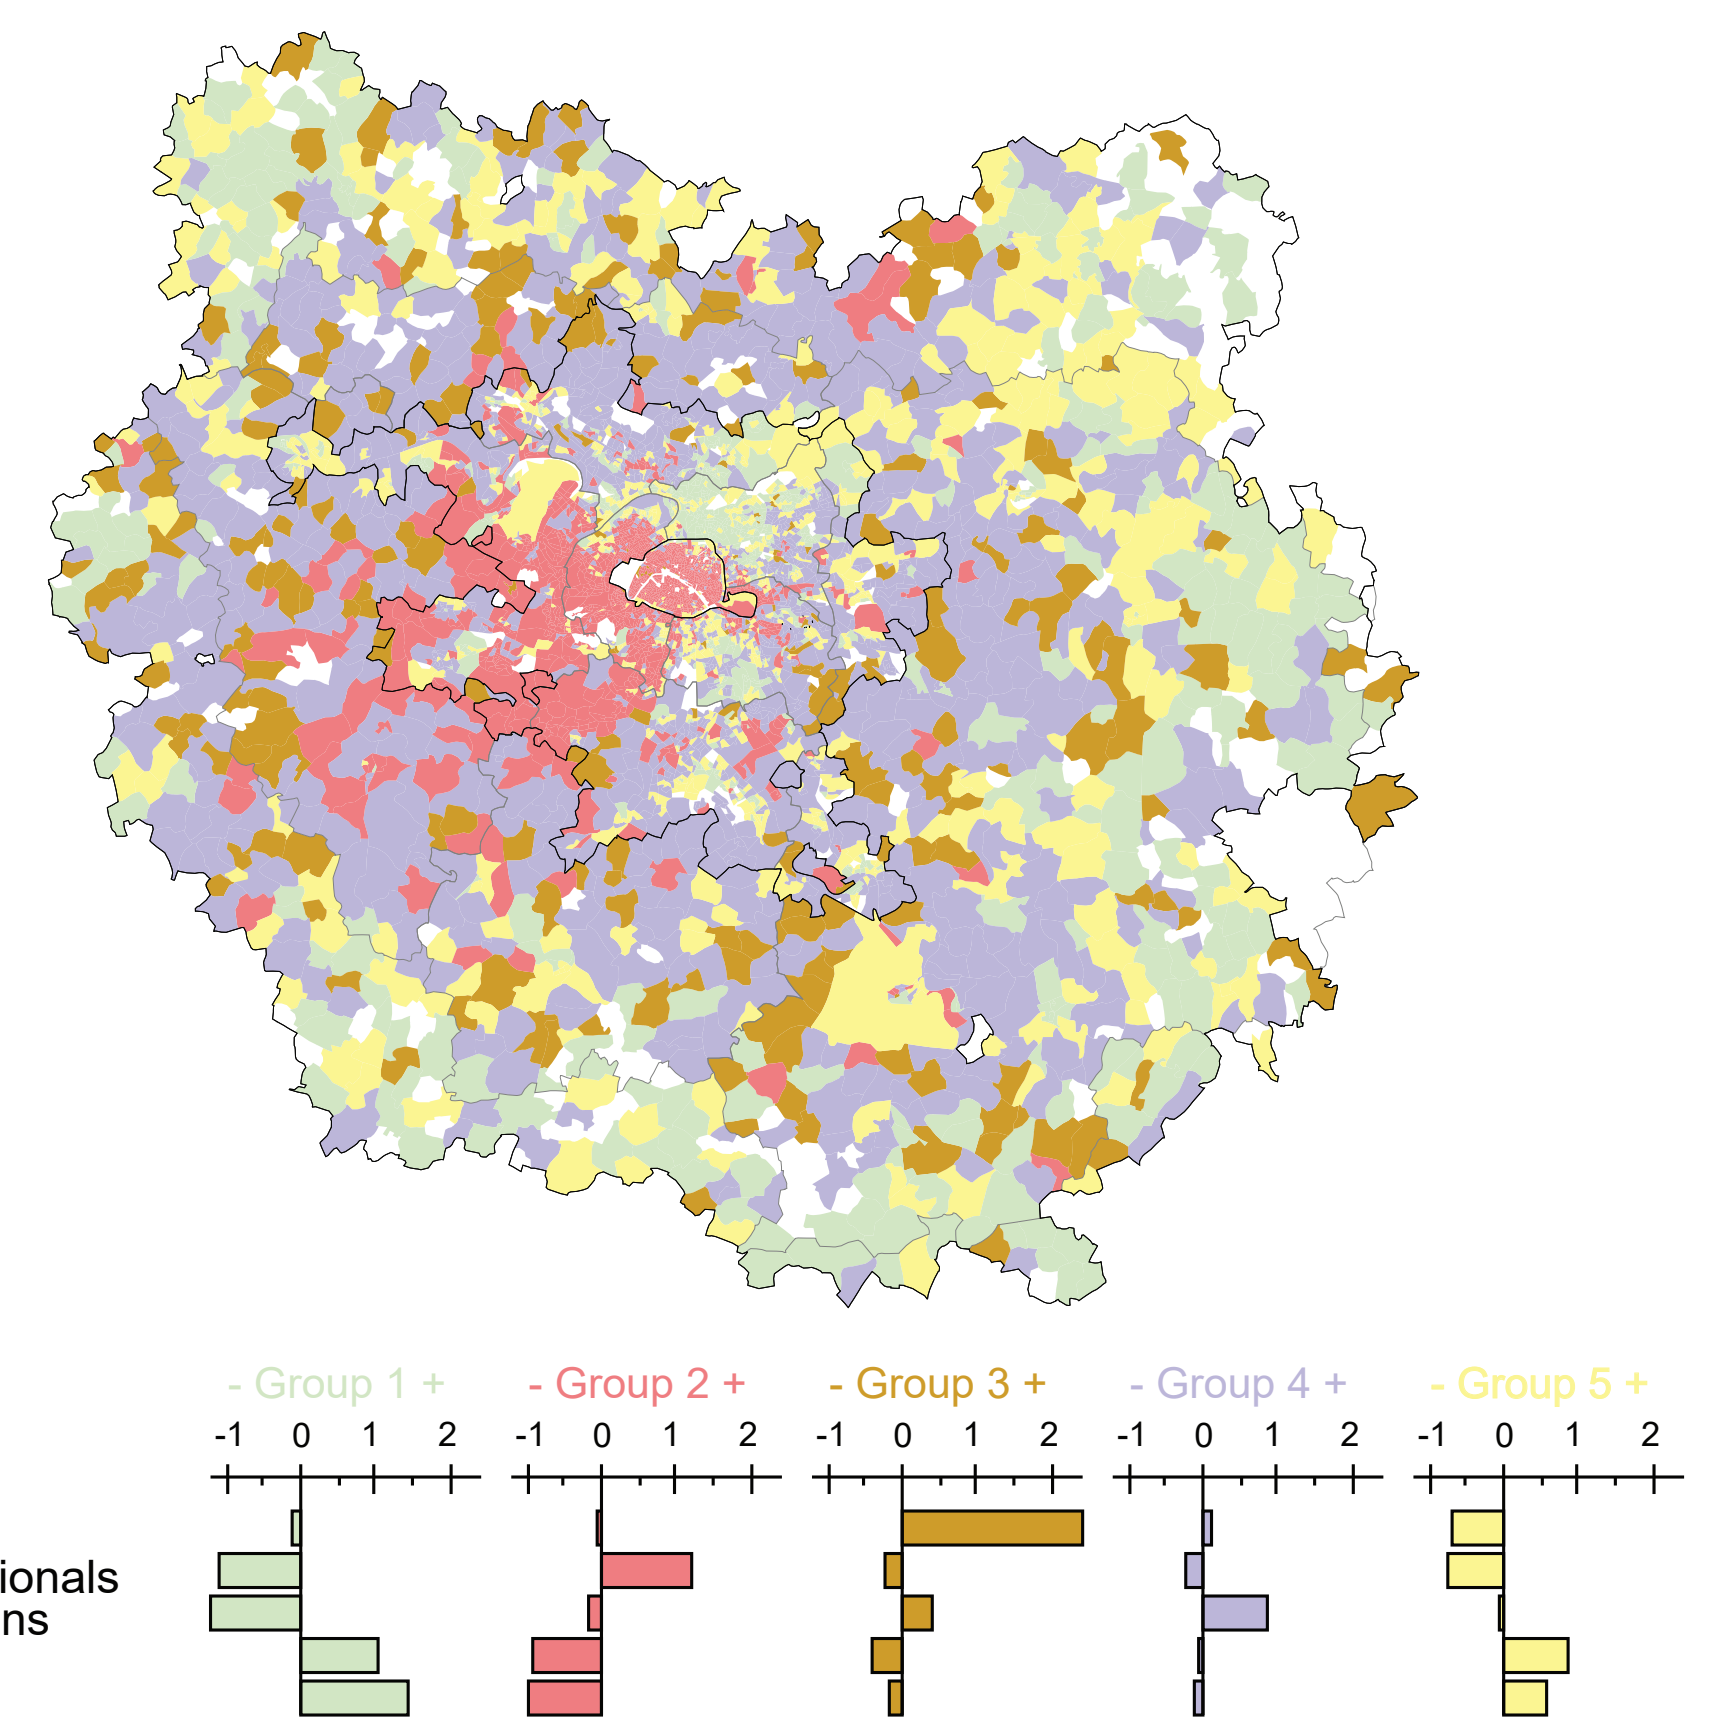 - Group 1 + - Group 2 + - Group 3 + - Group 4 + - Group 5 +
-1 0 1 2 -1 0 1 2 -1 0 1 2 -1 0 1 2 -1 0 1 2
ionals
ns